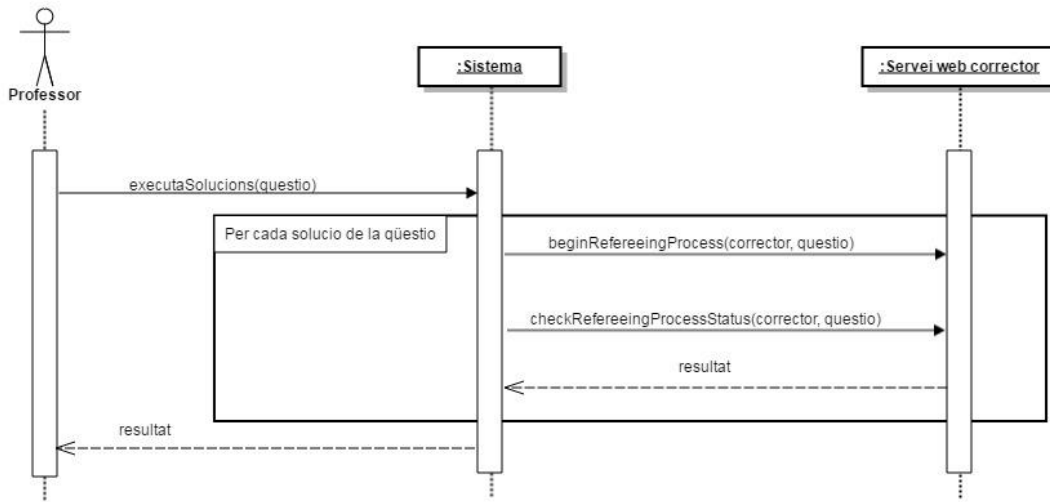 :Sistema
:Servei web corrector
Professor
executaSolucions(questio)
Per cada solucio de la qüestio
beginRefereeingProcess(corrector, questio)
checkRefereeingProcessStatus(corrector, questio)
resultat
resultat